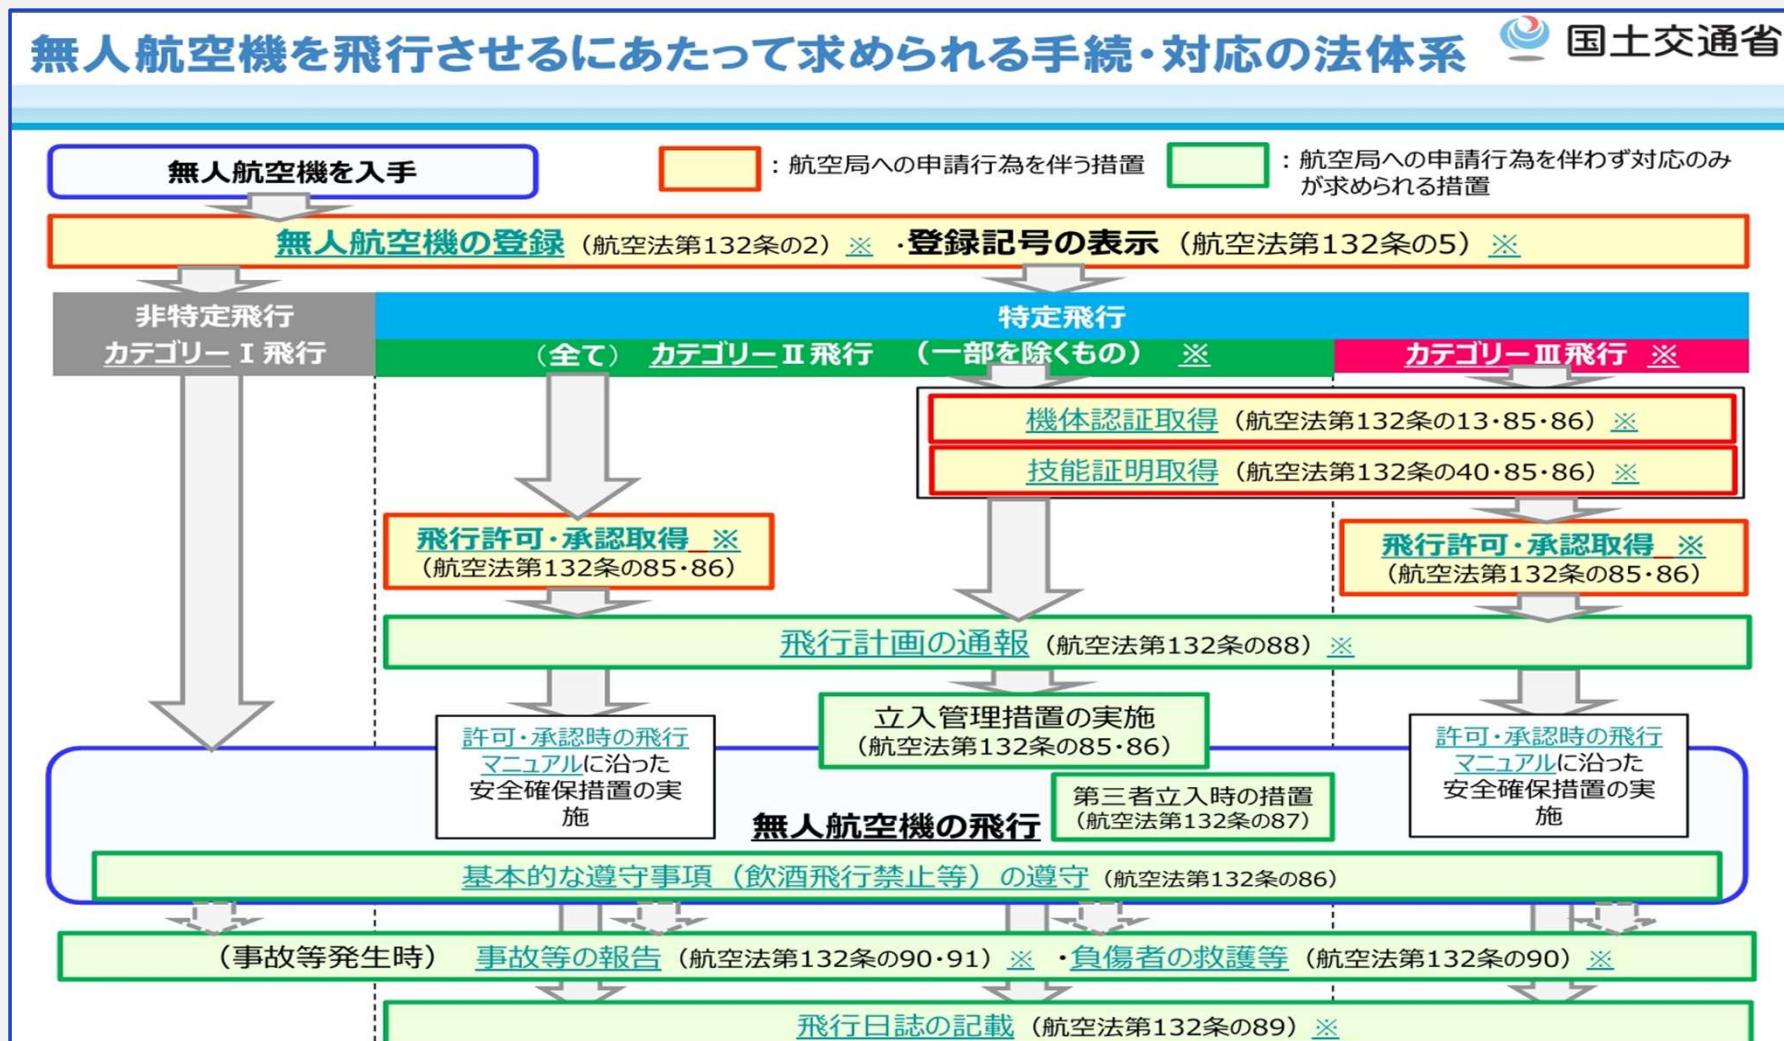 無人航空機を飛行させるにあたって求められる手続・対応の法体系
国土交通省
無人航空機を入手
：航空局への申請行為を伴う措置
：航空局への申請行為を伴わず対応のみ
が求められる措置
無人航空機の登録（航空法第132条の2）※ ・登録記号の表示（航空法第132条の5）※
非特定飛行
カテゴリーⅠ飛行
特定飛行
（全て） カテゴリーⅡ飛行 （一部を除くもの） ※
カテゴリーⅢ飛行 ※
機体認証取得（航空法第132条の13・85・86）※
技能証明取得（航空法第132条の40・85・86）※
飛行許可・承認取得 ※
（航空法第132条の85・86）
飛行許可・承認取得 ※
（航空法第132条の85・86）
飛行計画の通報（航空法第132条の88）※
許可・承認時の飛行
マニュアルに沿った
安全確保措置の実
施
立入管理措置の実施
（航空法第132条の85・86）
許可・承認時の飛行
マニュアルに沿った
安全確保措置の実
施
第三者立入時の措置
（航空法第132条の87）
無人航空機の飛行
基本的な遵守事項（飲酒飛行禁止等）の遵守（航空法第132条の86）
（事故等発生時） 事故等の報告（航空法第132条の90・91）※ ・負傷者の救護等（航空法第132条の90）※
飛行日誌の記載（航空法第132条の89）※